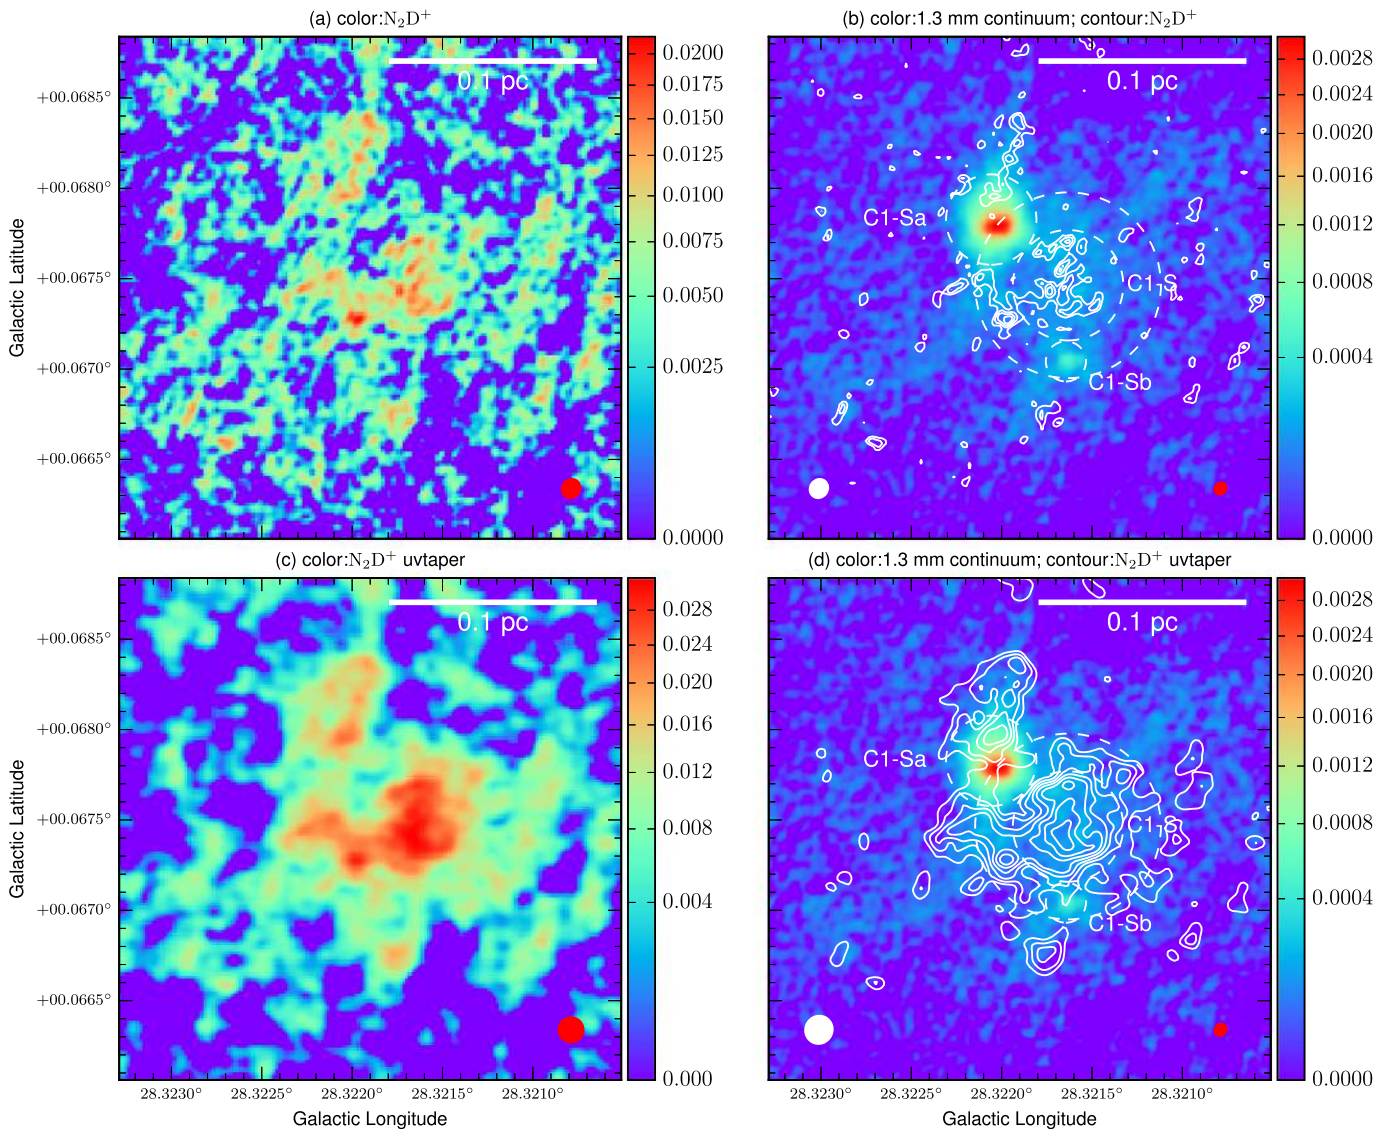 (a) color:N₂D⁺
(b) color:1.3 mm continuum; contour:N₂D⁺
0.1 pc
0.1 pc
+00.0685°
+00.0680°
+00.0675°
+00.0670°
+00.0665°
Galactic Latitude
0.0200
0.0175
0.0150
0.0125
0.0100
0.0075
0.0050
0.0025
0.0000
C1-Sa
C1-S
C1-Sb
0.0028
0.0024
0.0020
0.0016
0.0012
0.0008
0.0004
0.0000
(c) color:N₂D⁺ uvtaper
(d) color:1.3 mm continuum; contour:N₂D⁺ uvtaper
0.1 pc
0.1 pc
+00.0685°
+00.0680°
+00.0675°
+00.0670°
+00.0665°
Galactic Latitude
0.028
0.024
0.020
0.016
0.012
0.008
0.004
0.000
C1-Sa
C1-S
C1-Sb
0.0028
0.0024
0.0020
0.0016
0.0012
0.0008
0.0004
0.0000
28.3230° 28.3225° 28.3220° 28.3215° 28.3210°
28.3230° 28.3225° 28.3220° 28.3215° 28.3210°
Galactic Longitude
Galactic Longitude